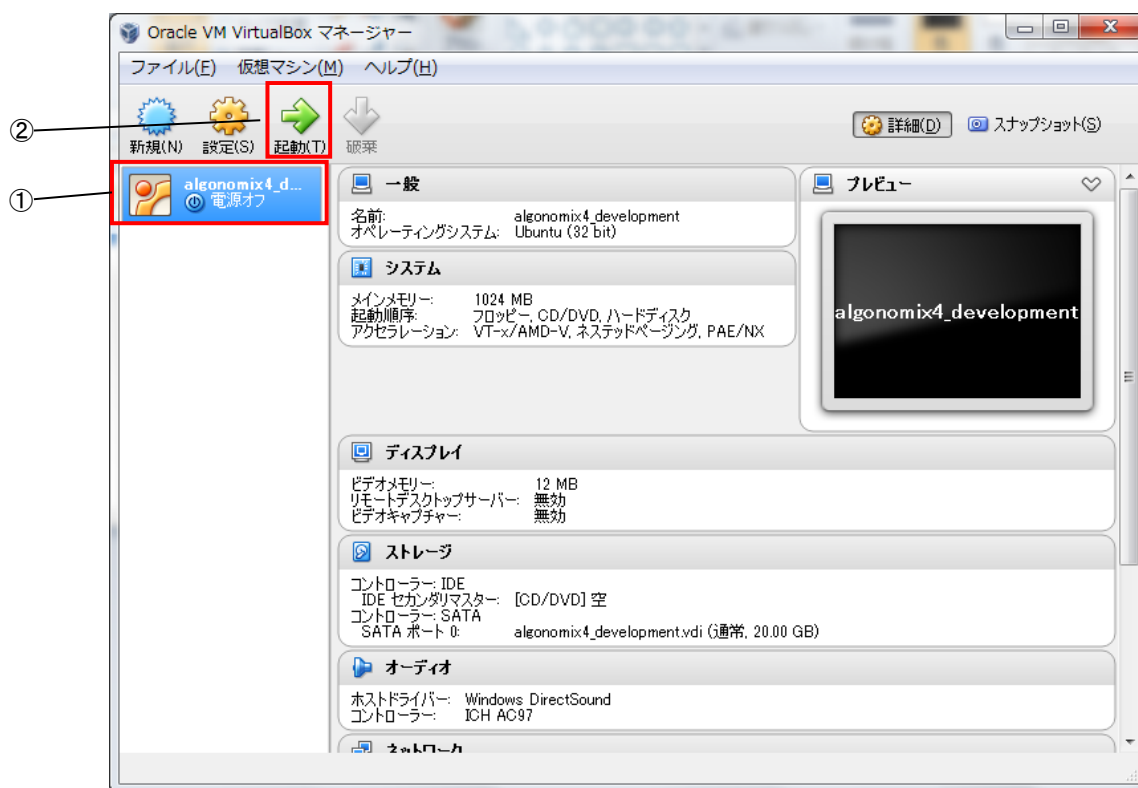 Oracle VM VirtualBox マネージャー
ファイル(F) 仮想マシン(M) ヘルプ(H)
②
新規(N) 設定(S) 起動(T) 破棄 詳細(D) スナップショット(S)
①
algonomix4_d...
電源オフ
一般
名前: algonomix4_development
オペレーティングシステム: Ubuntu (32 bit)
プレビュー
algonomix4_development
システム
メインメモリー: 1024 MB
起動順序: フロッピー, CD/DVD, ハードディスク
アクセラレーション: VT-x/AMD-V, ネステッドページング, PAE/NX
ディスプレイ
ビデオメモリー: 12 MB
リモートデスクトップサーバー: 無効
ビデオキャプチャー: 無効
ストレージ
コントローラー: IDE
IDE セカンダリマスター: [CD/DVD] 空
コントローラー: SATA
SATA ポート 0: algonomix4_development.vdi (通常, 20.00 GB)
オーディオ
ホストドライバー: Windows DirectSound
コントローラー: ICH AC97
ネットワーク